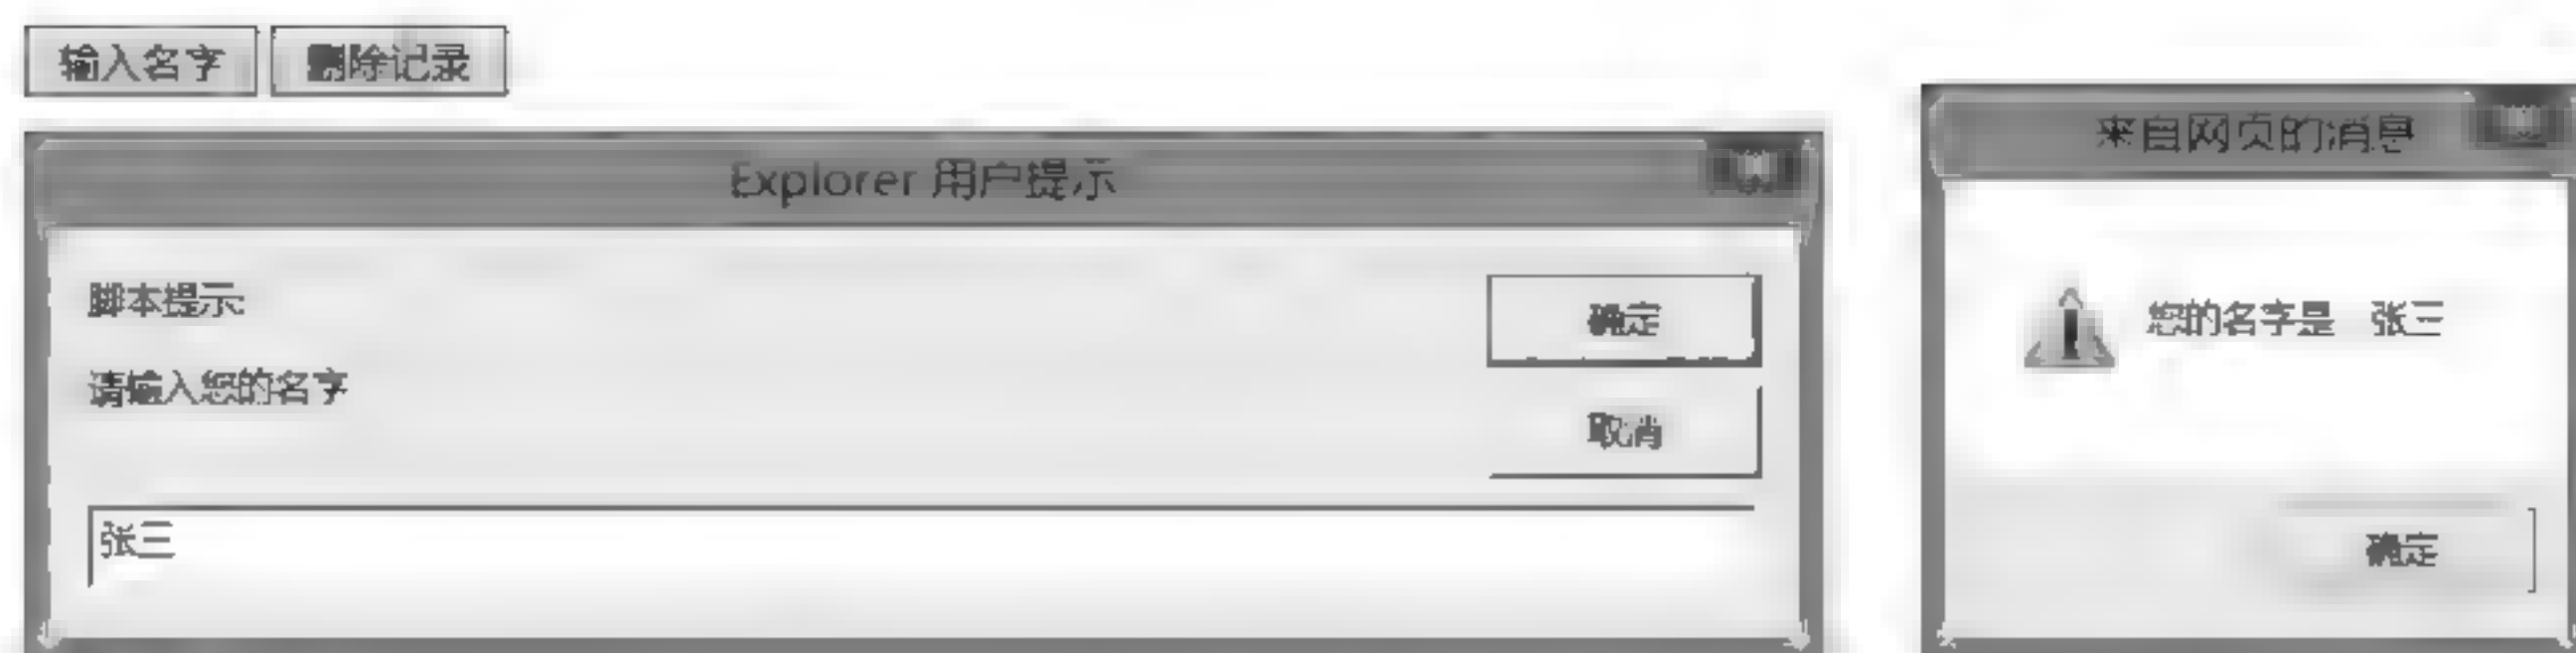 输入名字 删除记录
Explorer 用户提示
脚本提示:
请输入您的名字
确定
取消
张三
来自网页的消息
您的名字是 张三
确定